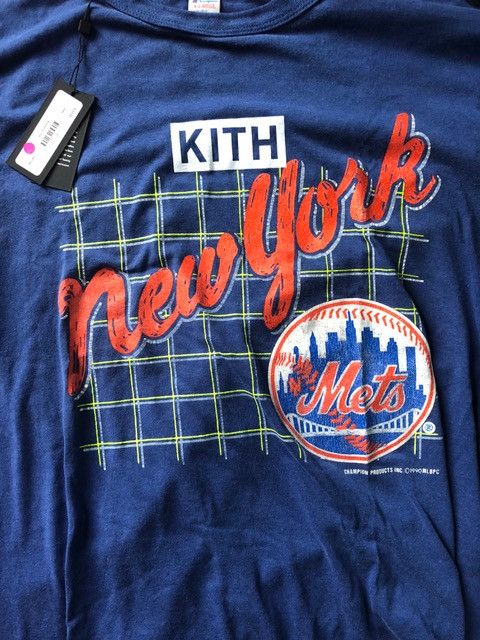 KITH
New York
Mets
®
CHAMPION PRODUCTS INC. ©1990 MLBPC